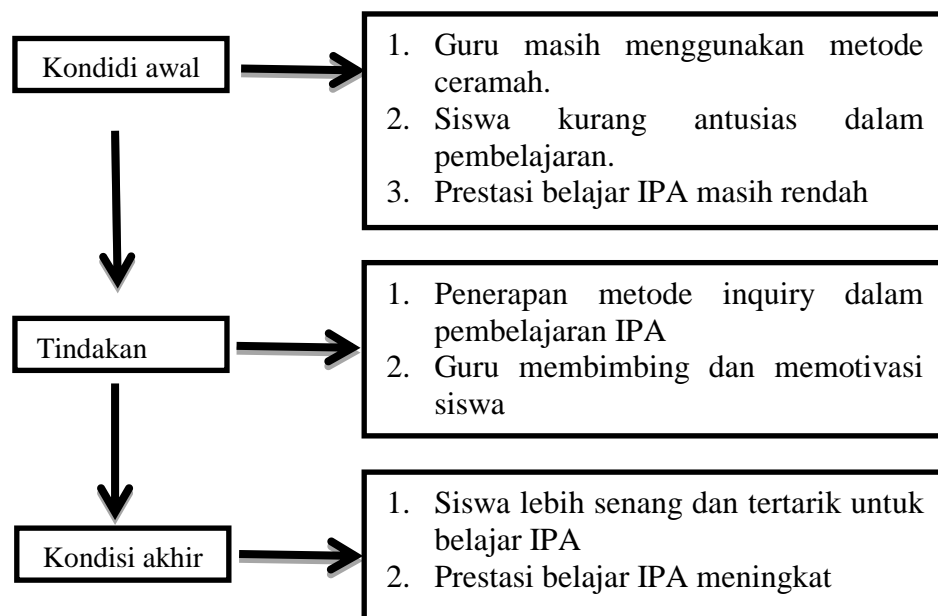 Kondidi awal
1. Guru masih menggunakan metode
ceramah.
2. Siswa kurang antusias dalam
pembelajaran.
3. Prestasi belajar IPA masih rendah
Tindakan
1. Penerapan metode inquiry dalam
pembelajaran IPA
2. Guru membimbing dan memotivasi
siswa
Kondisi akhir
1. Siswa lebih senang dan tertarik untuk
belajar IPA
2. Prestasi belajar IPA meningkat